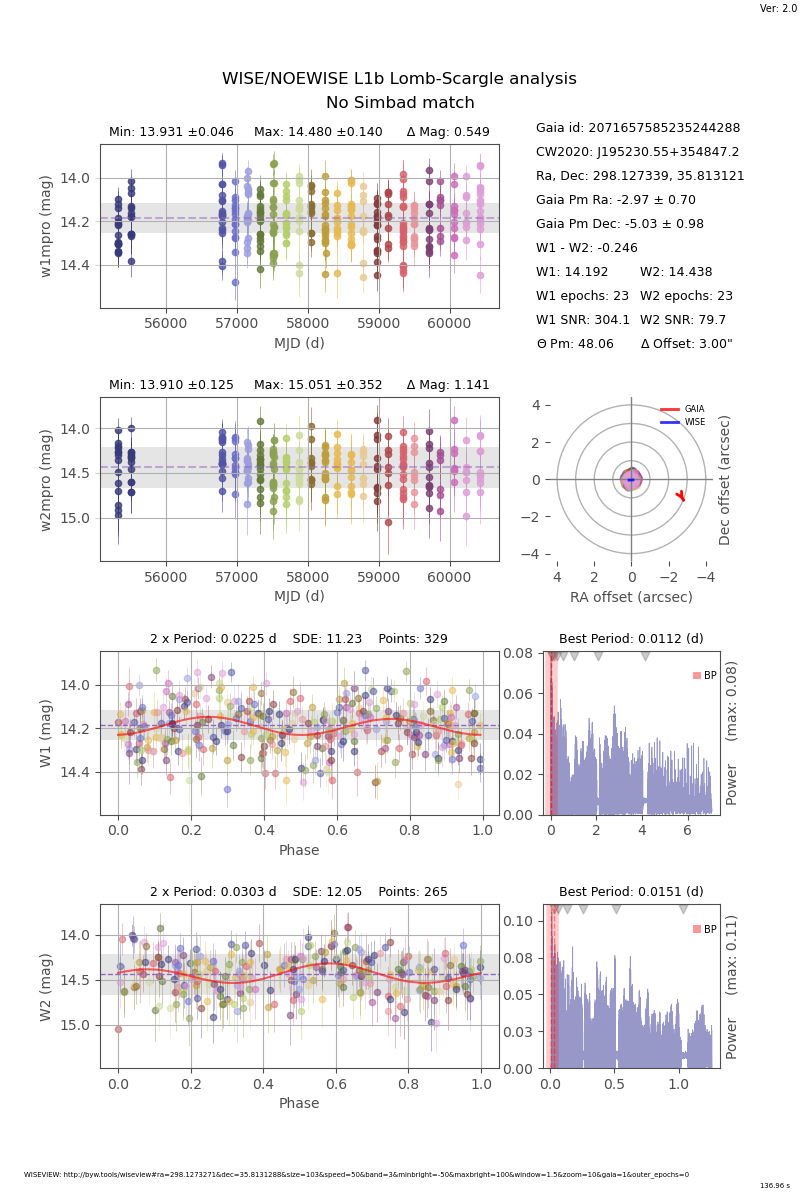 Ver: 2.0
WISE/NOEWISE L1b Lomb-Scargle analysis
No Simbad match
Min: 13.931 ±0.046 Max: 14.480 ±0.140 Δ Mag: 0.549
w1mpro (mag)
14.0
14.2
14.4
56000 57000 58000 59000 60000
MJD (d)
Gaia id: 2071657585235244288
CW2020: J195230.55+354847.2
Ra, Dec: 298.127339, 35.813121
Gaia Pm Ra: -2.97 ± 0.70
Gaia Pm Dec: -5.03 ± 0.98
W1 - W2: -0.246
W1: 14.192 W2: 14.438
W1 epochs: 23 W2 epochs: 23
W1 SNR: 304.1 W2 SNR: 79.7
Θ Pm: 48.06 Δ Offset: 3.00"
Min: 13.910 ±0.125 Max: 15.051 ±0.352 Δ Mag: 1.141
w2mpro (mag)
14.0
14.5
15.0
56000 57000 58000 59000 60000
MJD (d)
GAIA
WISE
4
2
0
−2
−4
4 2 0 −2 −4
RA offset (arcsec)
Dec offset (arcsec)
2 x Period: 0.0225 d SDE: 11.23 Points: 329
W1 (mag)
14.0
14.2
14.4
0.0 0.2 0.4 0.6 0.8 1.0
Phase
Best Period: 0.0112 (d)
BP
0.08
0.06
0.04
0.02
0.00
0 2 4 6
Power (max: 0.08)
2 x Period: 0.0303 d SDE: 12.05 Points: 265
W2 (mag)
14.0
14.5
15.0
0.0 0.2 0.4 0.6 0.8 1.0
Phase
Best Period: 0.0151 (d)
BP
0.10
0.08
0.05
0.03
0.00
0.0 0.5 1.0
Power (max: 0.11)
WISEVIEW: http://byw.tools/wiseview#ra=298.1273271&dec=35.8131288&size=103&speed=50&band=3&minbright=-50&maxbright=100&window=1.5&zoom=10&gaia=1&outer_epochs=0
136.96 s